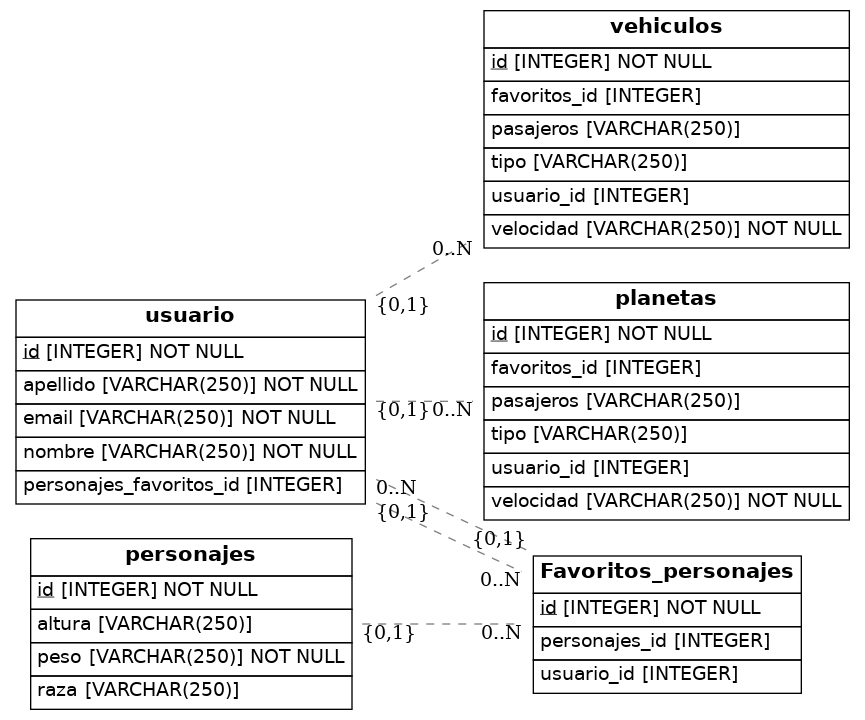 vehiculos
id [INTEGER] NOT NULL
favoritos_id [INTEGER]
pasajeros [VARCHAR(250)]
tipo [VARCHAR(250)]
usuario_id [INTEGER]
velocidad [VARCHAR(250)] NOT NULL
0..N
{0,1}
usuario
id [INTEGER] NOT NULL
apellido [VARCHAR(250)] NOT NULL
email [VARCHAR(250)] NOT NULL
nombre [VARCHAR(250)] NOT NULL
personajes_favoritos_id [INTEGER]
planetas
id [INTEGER] NOT NULL
favoritos_id [INTEGER]
pasajeros [VARCHAR(250)]
tipo [VARCHAR(250)]
usuario_id [INTEGER]
velocidad [VARCHAR(250)] NOT NULL
{0,1}
0..N
0..N
{0,1}
{0,1}
0..N
personajes
id [INTEGER] NOT NULL
altura [VARCHAR(250)]
peso [VARCHAR(250)] NOT NULL
raza [VARCHAR(250)]
{0,1}
0..N
Favoritos_personajes
id [INTEGER] NOT NULL
personajes_id [INTEGER]
usuario_id [INTEGER]